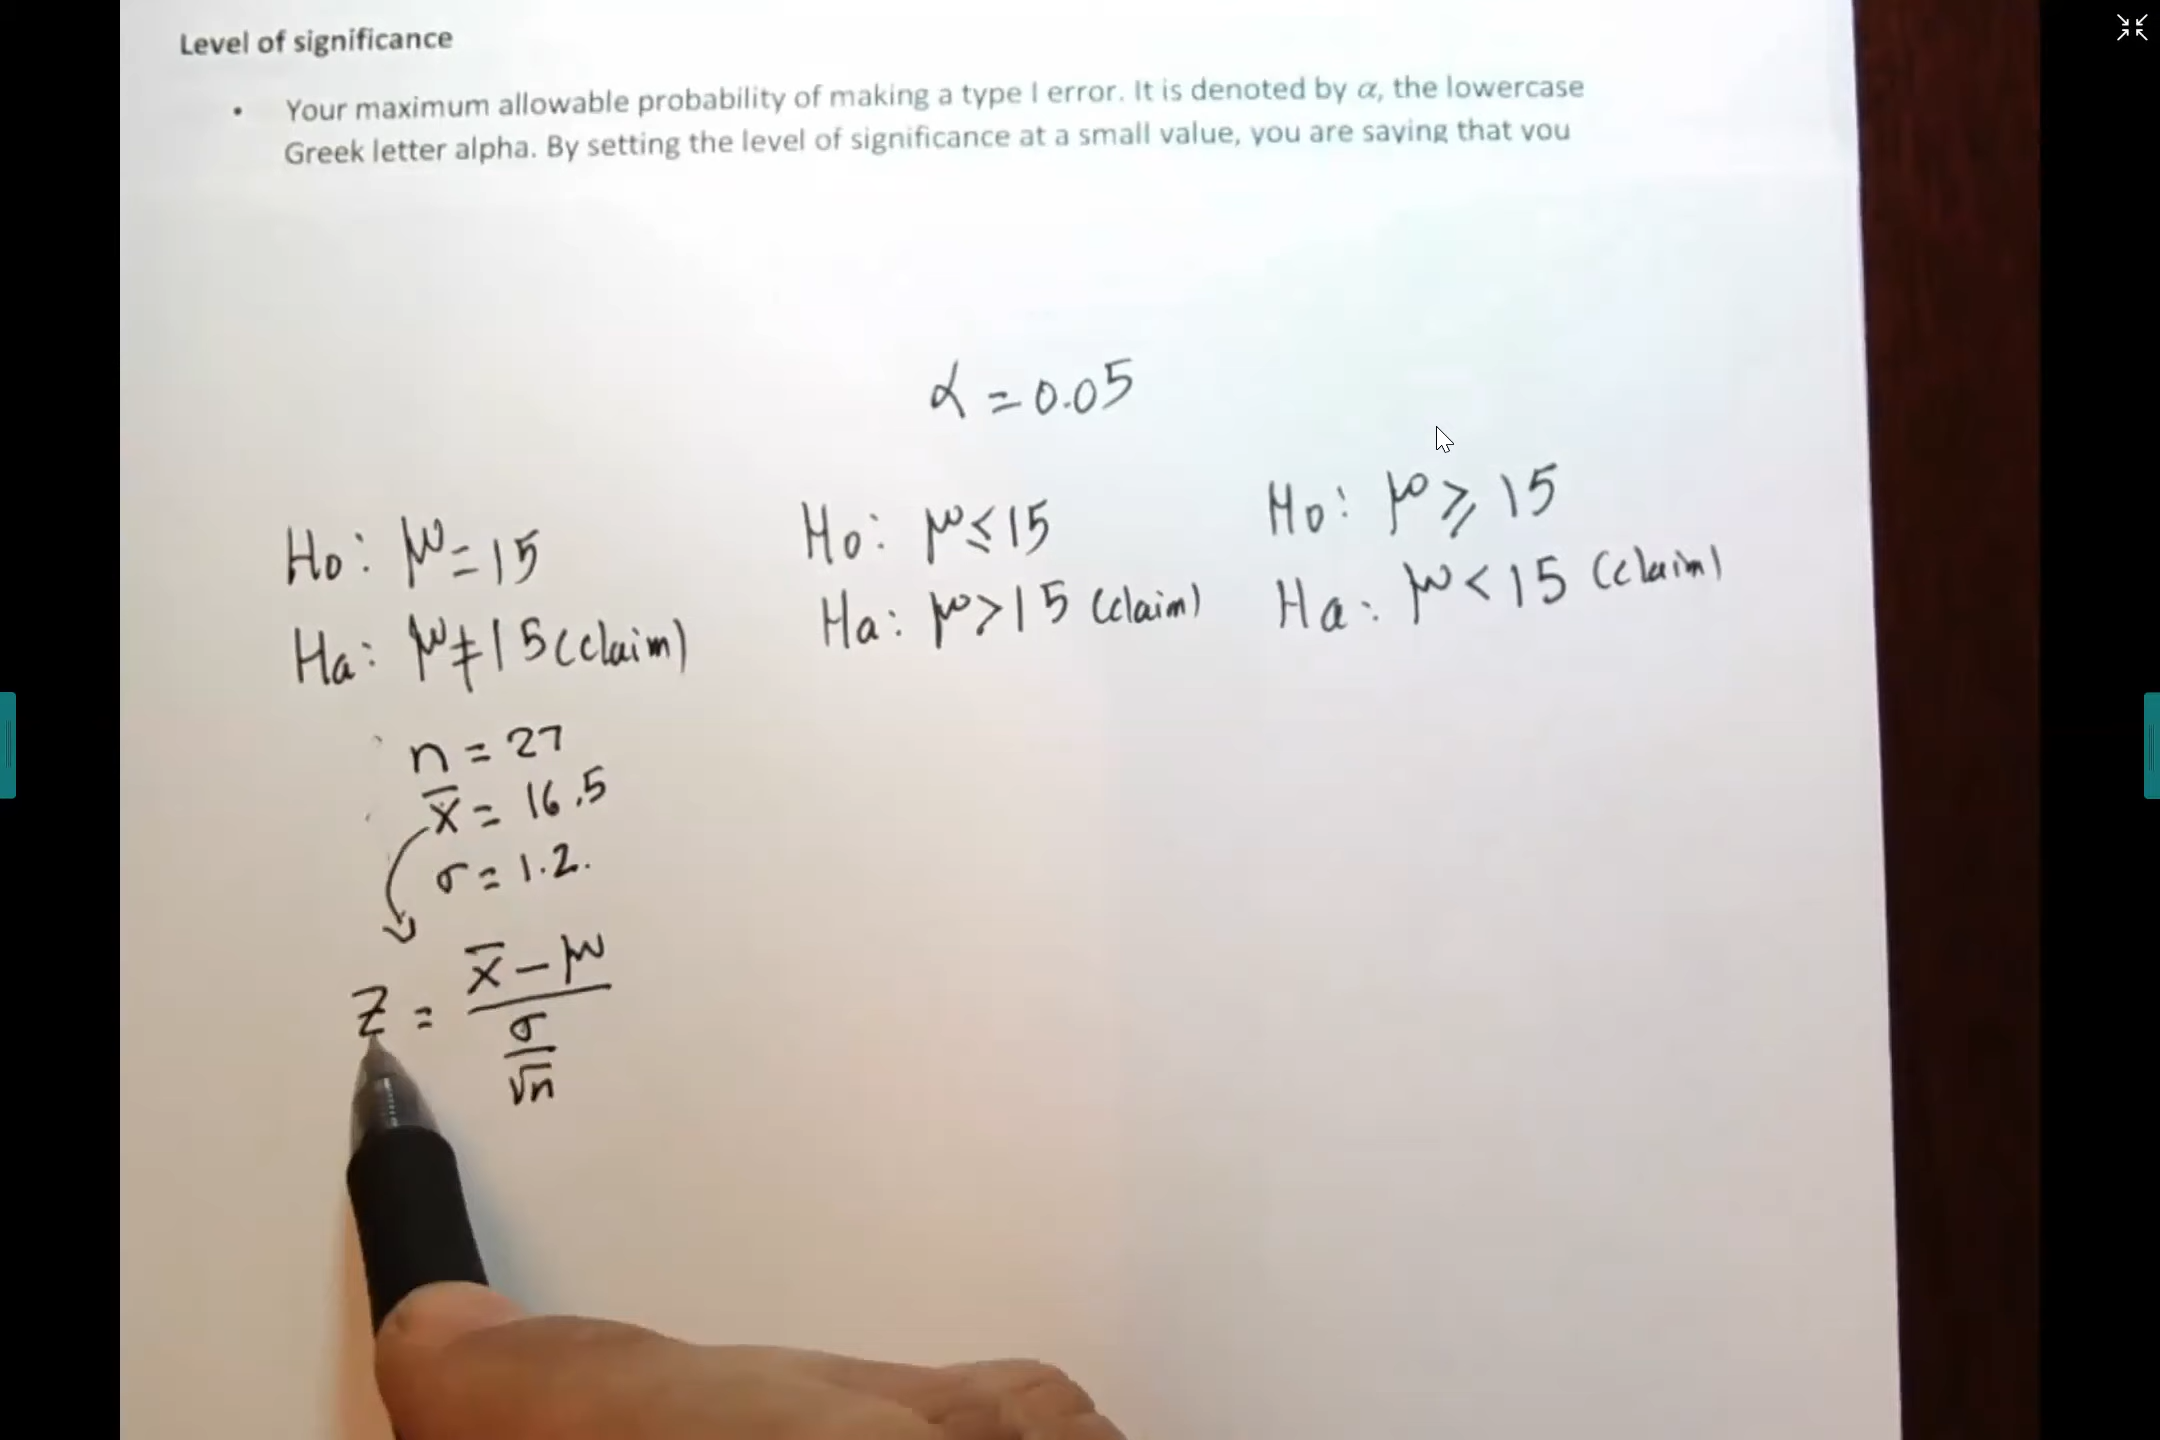 Level of significance
• Your maximum allowable probability of making a type I error. It is denoted by α, the lowercase
Greek letter alpha. By setting the level of significance at a small value, you are saying that you
α = 0.05
Ho: μ = 15
Ha: μ ≠ 15 (claim)
Ho: μ ≤ 15
Ha: μ > 15 (claim)
Ho: μ ≥ 15
Ha: μ < 15 (claim)
n = 27
x̄ = 16.5
σ = 1.2.
z = x̄ - μ
σ
√n